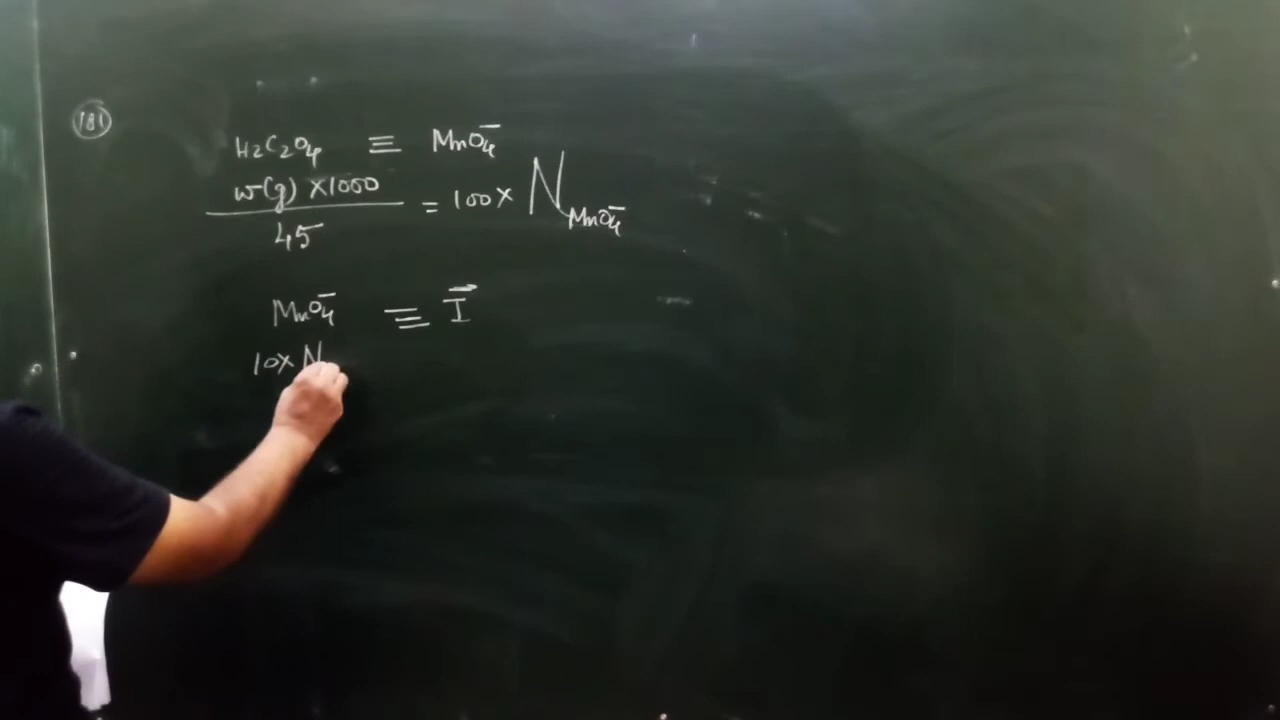 181
H₂C₂O₄ ≡ MnO₄⁻
w(g) ×1000 / 45 = 100× N MnO₄⁻
MnO₄⁻ ≡ I⁻
10× N